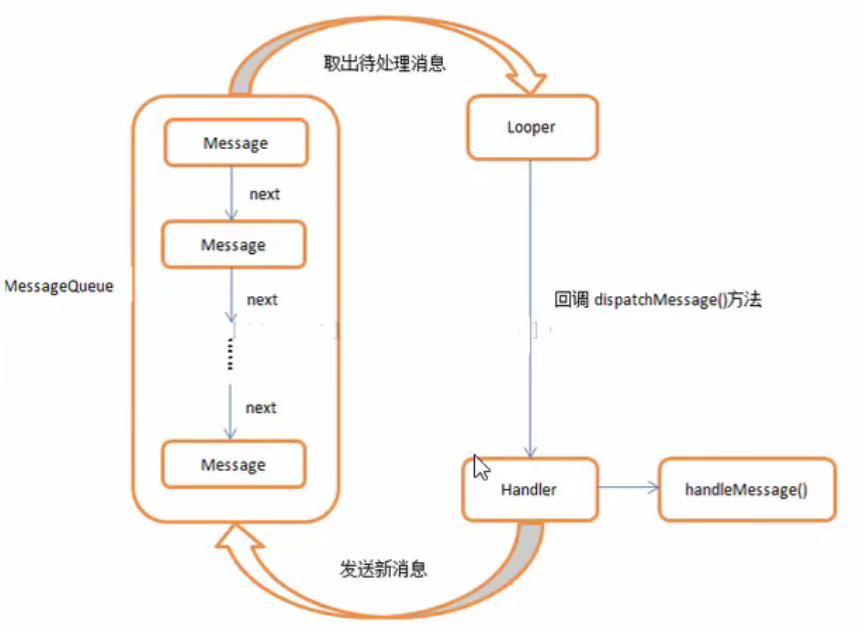 取出待处理消息
Message
Looper
next
Message
MessageQueue
next
回调 dispatchMessage()方法
next
Message
Handler
handleMessage()
发送新消息